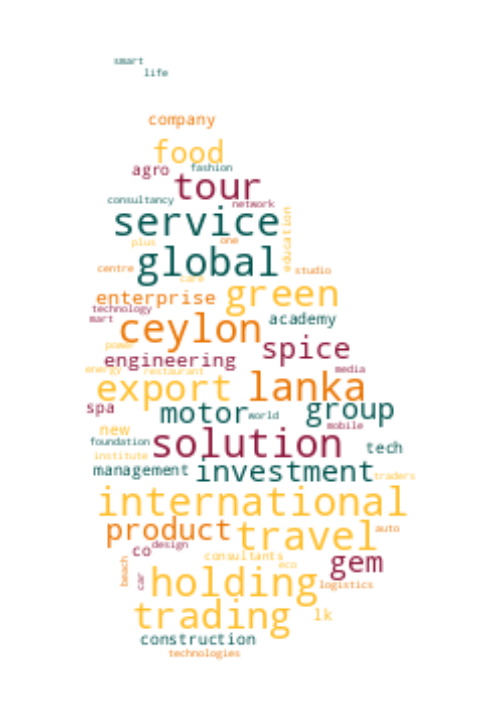 smart
life
company
food
agro fashion
tour
consultancy network
service
plus one education
global
centre studio
care
enterprise green
technology
mart ceylon academy
power spice
engineering
energy restaurant media
export lanka
spa motor world group
new mobile
foundation solution tech
institute
management investment traders
international
product travel auto
co design
consultants gem
beach car holding eco logistics
trading lk
construction
technologies